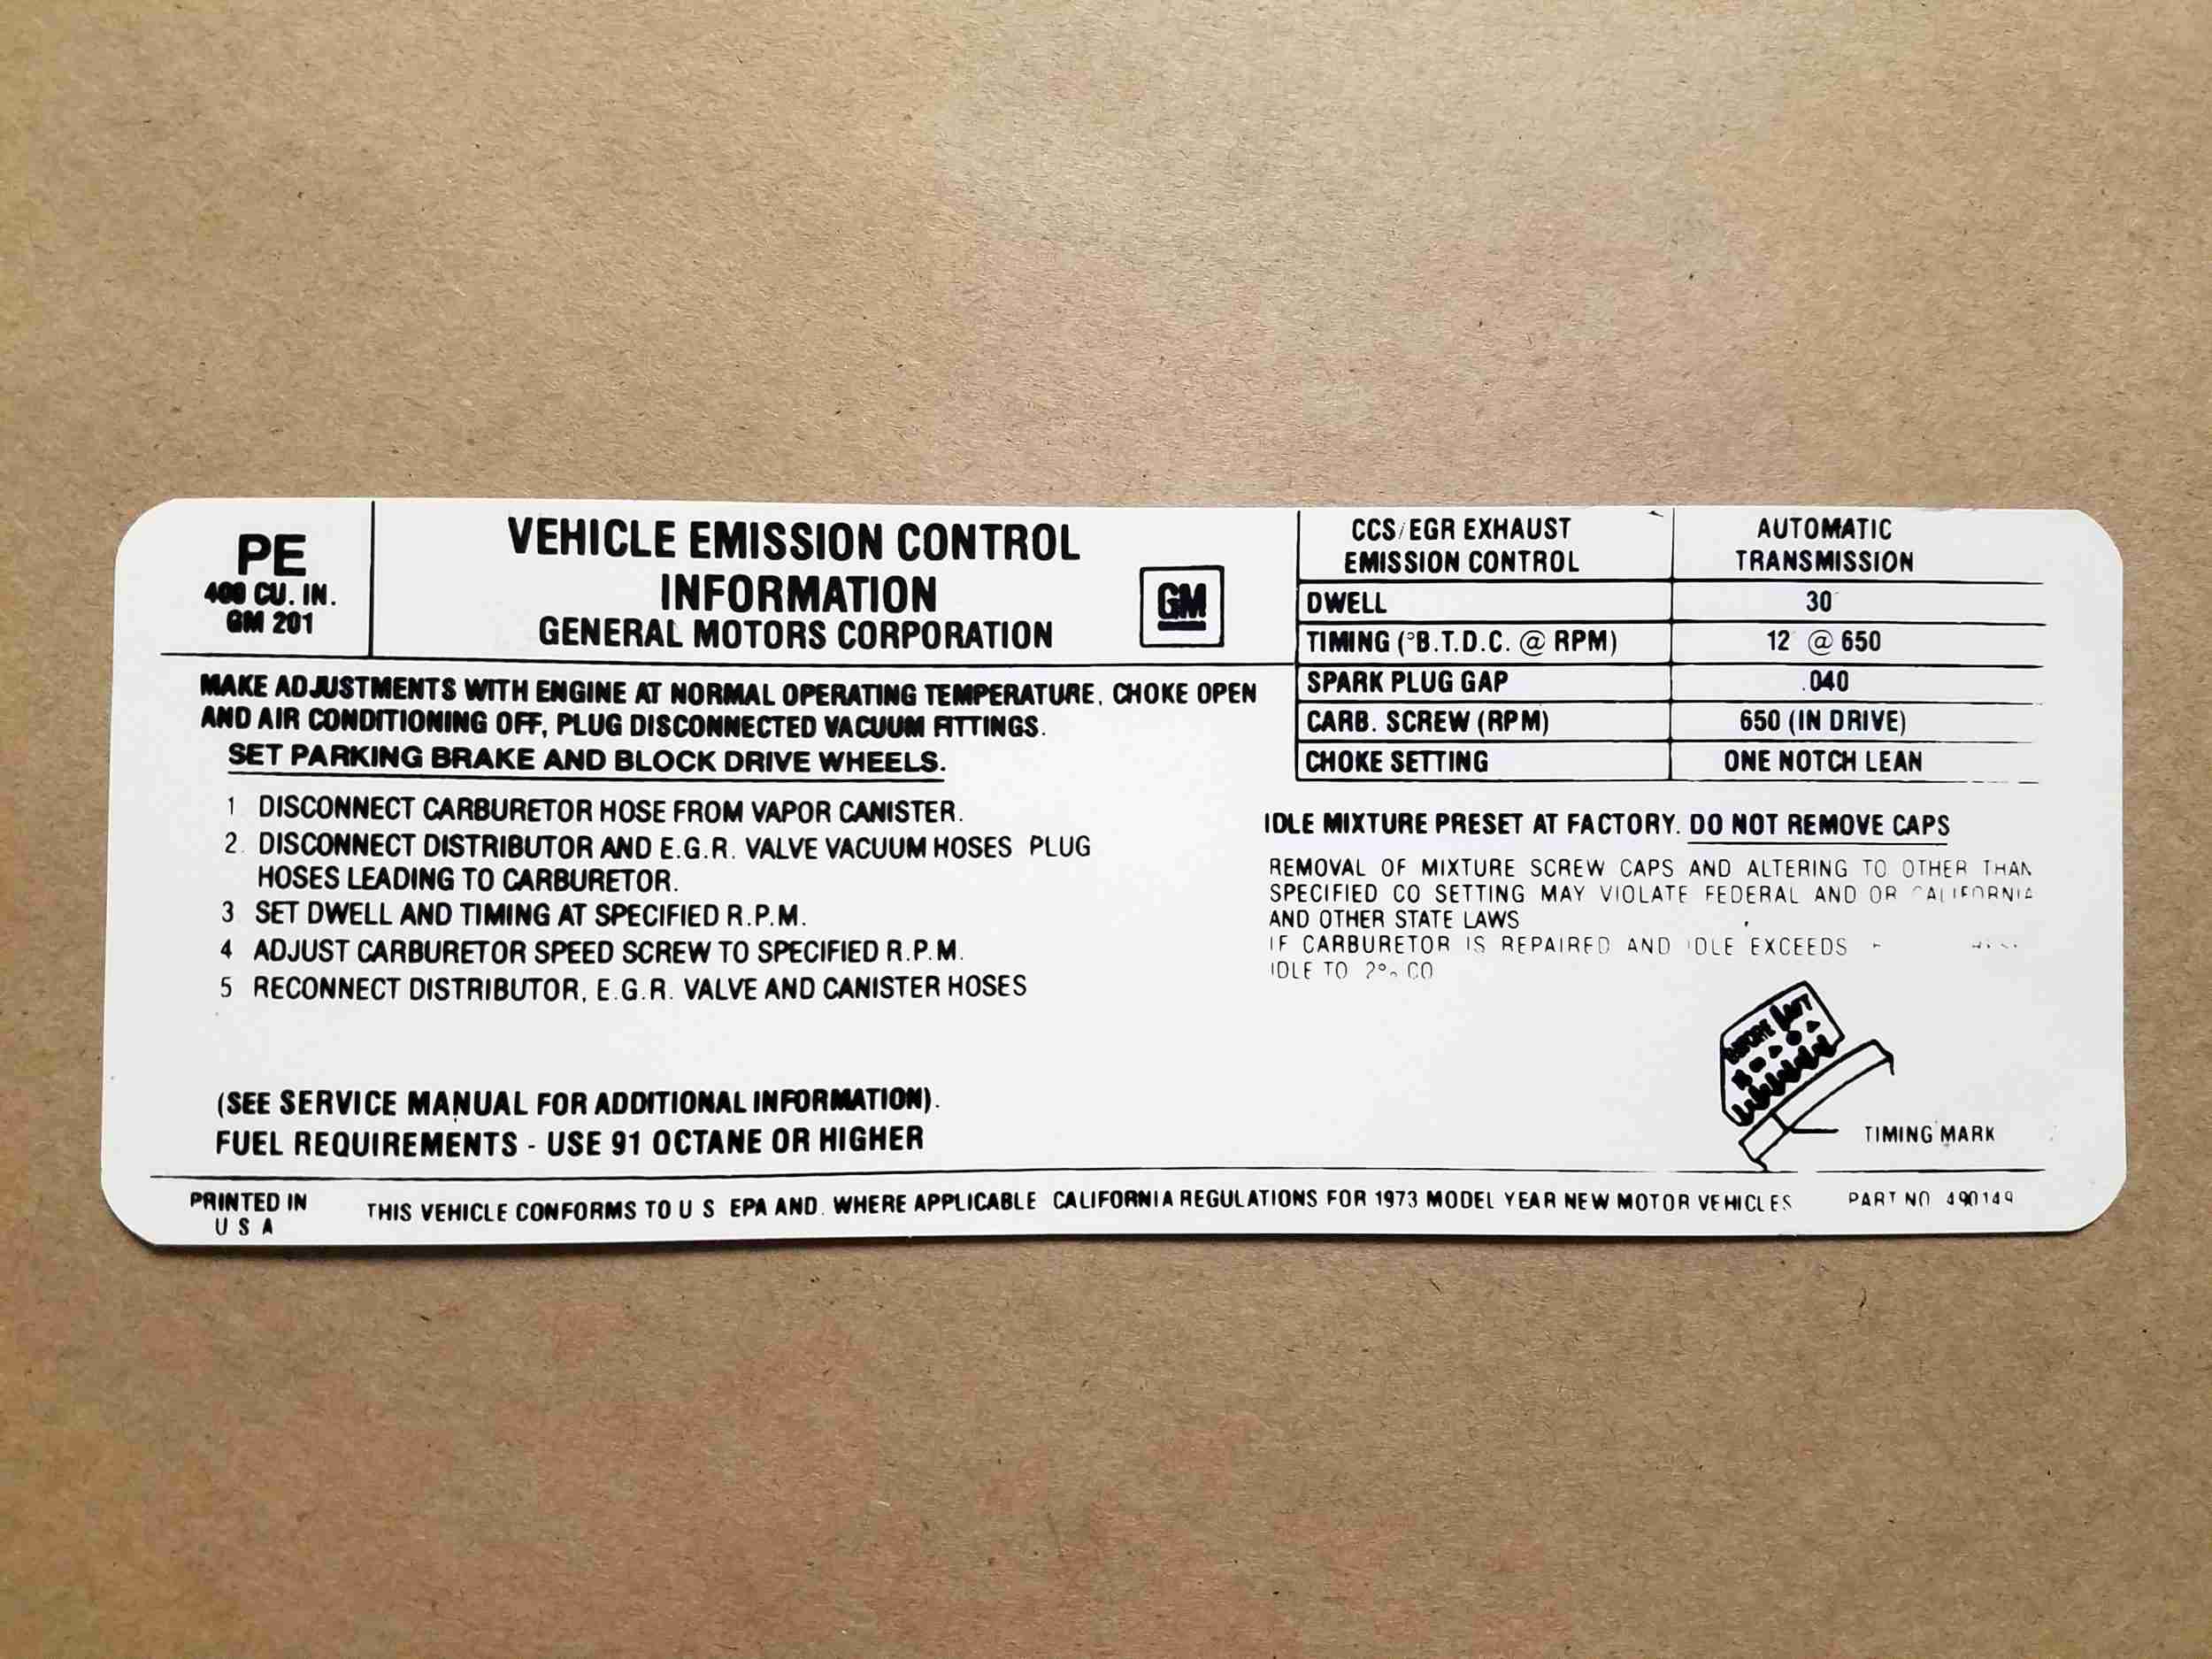 PE
400 CU. IN.
GM 201
VEHICLE EMISSION CONTROL
INFORMATION
GENERAL MOTORS CORPORATION
GM
MAKE ADJUSTMENTS WITH ENGINE AT NORMAL OPERATING TEMPERATURE, CHOKE OPEN
AND AIR CONDITIONING OFF, PLUG DISCONNECTED VACUUM FITTINGS.
SET PARKING BRAKE AND BLOCK DRIVE WHEELS.
1 DISCONNECT CARBURETOR HOSE FROM VAPOR CANISTER.
2. DISCONNECT DISTRIBUTOR AND E.G.R. VALVE VACUUM HOSES PLUG
HOSES LEADING TO CARBURETOR.
3 SET DWELL AND TIMING AT SPECIFIED R.P.M.
4 ADJUST CARBURETOR SPEED SCREW TO SPECIFIED R.P.M.
5 RECONNECT DISTRIBUTOR, E.G.R. VALVE AND CANISTER HOSES
(SEE SERVICE MANUAL FOR ADDITIONAL INFORMATION).
FUEL REQUIREMENTS - USE 91 OCTANE OR HIGHER
CCS/EGR EXHAUST
EMISSION CONTROL
AUTOMATIC
TRANSMISSION
DWELL 30
TIMING (°B.T.D.C. @ RPM) 12 @ 650
SPARK PLUG GAP .040
CARB. SCREW (RPM) 650 (IN DRIVE)
CHOKE SETTING ONE NOTCH LEAN
IDLE MIXTURE PRESET AT FACTORY. DO NOT REMOVE CAPS
REMOVAL OF MIXTURE SCREW CAPS AND ALTERING TO OTHER THAN
SPECIFIED CO SETTING MAY VIOLATE FEDERAL AND OR CALIFORNIA
AND OTHER STATE LAWS
IF CARBURETOR IS REPAIRED AND IDLE EXCEEDS
IDLE TO 2% CO
BEFORE
TIMING MARK
PRINTED IN
U S A
THIS VEHICLE CONFORMS TO U S EPA AND. WHERE APPLICABLE CALIFORNIA REGULATIONS FOR 1973 MODEL YEAR NEW MOTOR VEHICLES
PART NO 490149